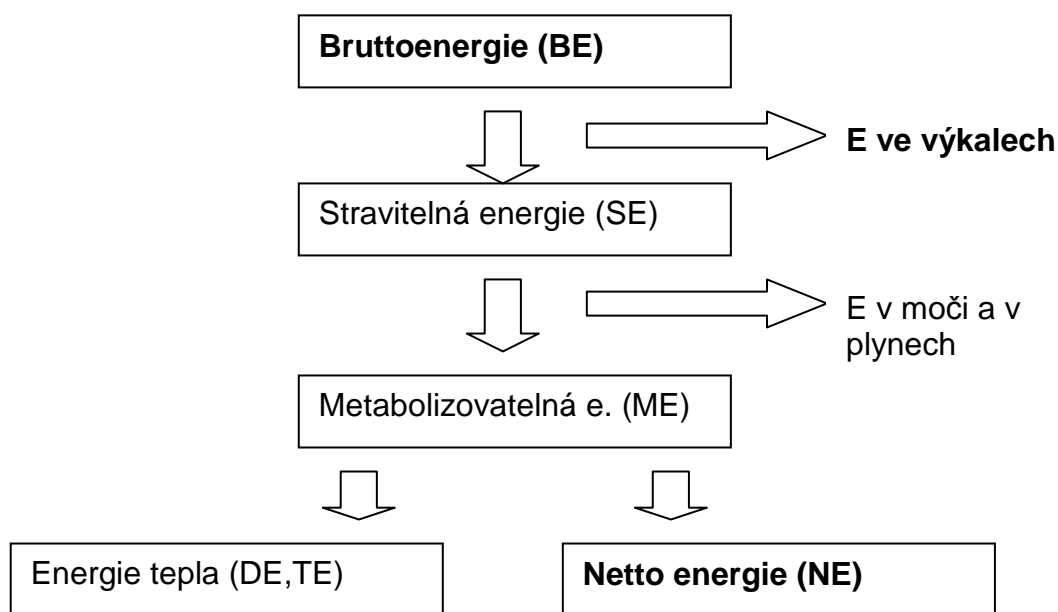 Bruttoenergie (BE)
E ve výkalech
Stravitelná energie (SE)
E v moči a v
plynech
Metabolizovatelná e. (ME)
Energie tepla (DE,TE)
Netto energie (NE)